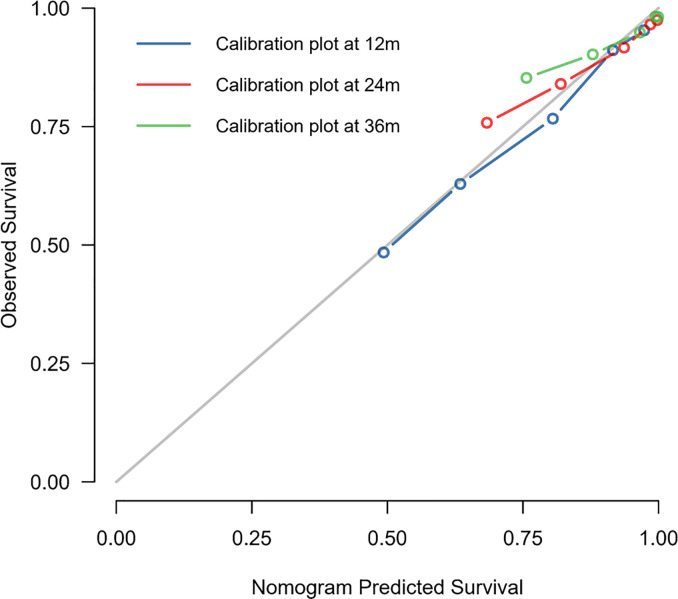 1.00
Calibration plot at 12m
Calibration plot at 24m
0.75
Calibration plot at 36m
Observed Survival
0.50
0.25
0.00
0.00 0.25 0.50 0.75 1.00
Nomogram Predicted Survival